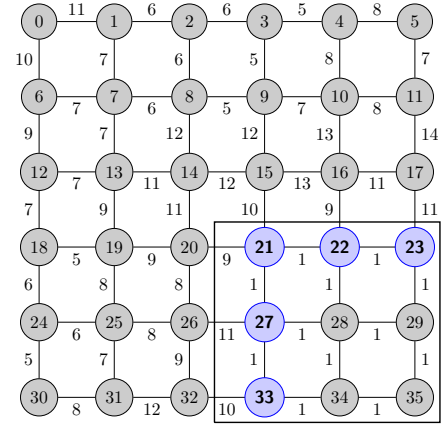 11 6 6 5 8
0 1 2 3 4 5
10 7 6 5 8 7
6 7 8 9 10 11
7 6 5 7 8
9 7 12 12 13 14
12 13 14 15 16 17
7 11 12 13 11
7 9 11 10 9 11
18 19 20 21 22 23
5 9 9 1 1
6 8 8 1 1 1
24 25 26 27 28 29
6 8 11 1 1
5 7 9 1 1 1
30 31 32 33 34 35
8 12 10 1 1